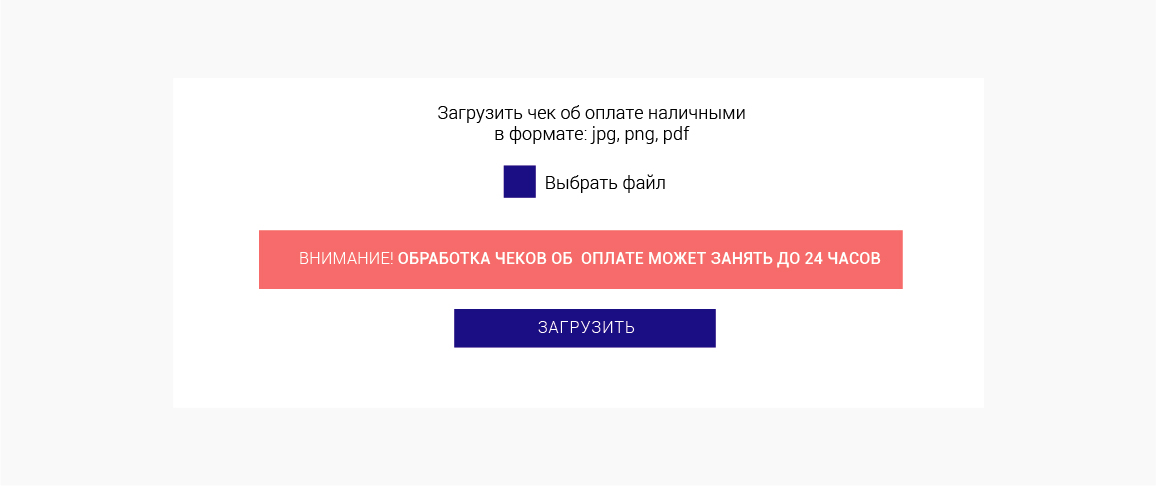 Загрузить чек об оплате наличными
в формате: jpg, png, pdf
Выбрать файл
ВНИМАНИЕ! ОБРАБОТКА ЧЕКОВ ОБ  ОПЛАТЕ МОЖЕТ ЗАНЯТЬ ДО 24 ЧАСОВ
ЗАГРУЗИТЬ